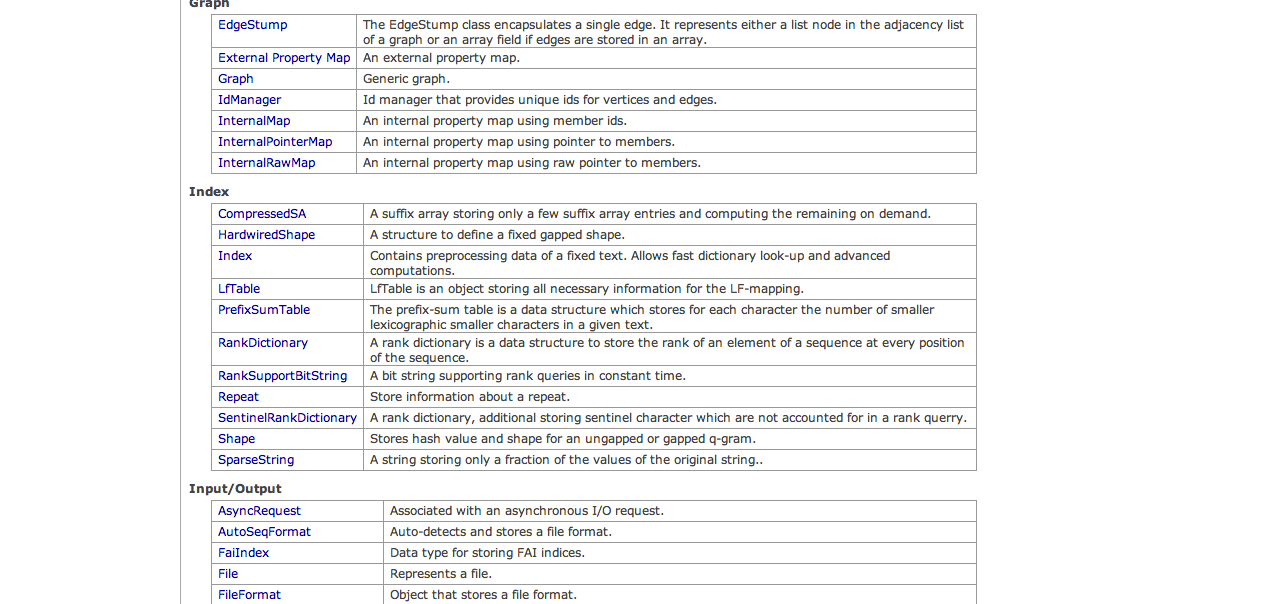 Graph
EdgeStump The EdgeStump class encapsulates a single edge. It represents either a list node in the adjacency list
of a graph or an array field if edges are stored in an array.
External Property Map An external property map.
Graph Generic graph.
IdManager Id manager that provides unique ids for vertices and edges.
InternalMap An internal property map using member ids.
InternalPointerMap An internal property map using pointer to members.
InternalRawMap An internal property map using raw pointer to members.
Index
CompressedSA A suffix array storing only a few suffix array entries and computing the remaining on demand.
HardwiredShape A structure to define a fixed gapped shape.
Index Contains preprocessing data of a fixed text. Allows fast dictionary look-up and advanced
computations.
LfTable LfTable is an object storing all necessary information for the LF-mapping.
PrefixSumTable The prefix-sum table is a data structure which stores for each character the number of smaller
lexicographic smaller characters in a given text.
RankDictionary A rank dictionary is a data structure to store the rank of an element of a sequence at every position
of the sequence.
RankSupportBitString A bit string supporting rank queries in constant time.
Repeat Store information about a repeat.
SentinelRankDictionary A rank dictionary, additional storing sentinel character which are not accounted for in a rank querry.
Shape Stores hash value and shape for an ungapped or gapped q-gram.
SparseString A string storing only a fraction of the values of the original string..
Input/Output
AsyncRequest Associated with an asynchronous I/O request.
AutoSeqFormat Auto-detects and stores a file format.
FaiIndex Data type for storing FAI indices.
File Represents a file.
FileFormat Object that stores a file format.